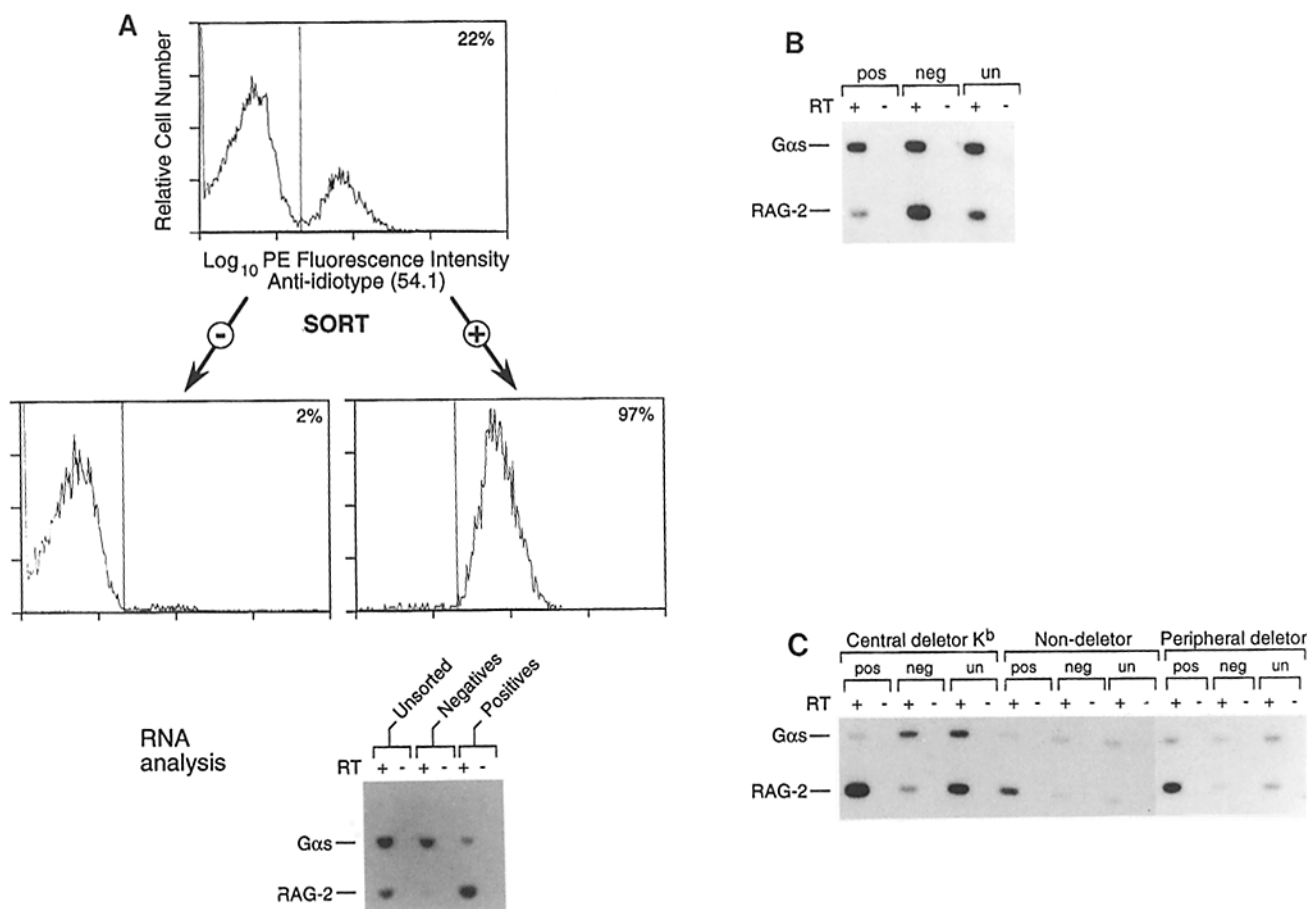 A
22%
Relative Cell Number
Log10 PE Fluorescence Intensity
Anti-idiotype (54.1)
-
SORT
+
2%
97%
RNA
analysis
Unsorted
Negatives
Positives
RT + - + - + -
Gαs
RAG-2
B
pos neg un
RT + - + - + -
Gαs
RAG-2
C
Central deletor Kb Non-deletor Peripheral deletor
pos neg un pos neg un pos neg un
RT + - + - + - + - + - + - + - + - + -
Gαs
RAG-2